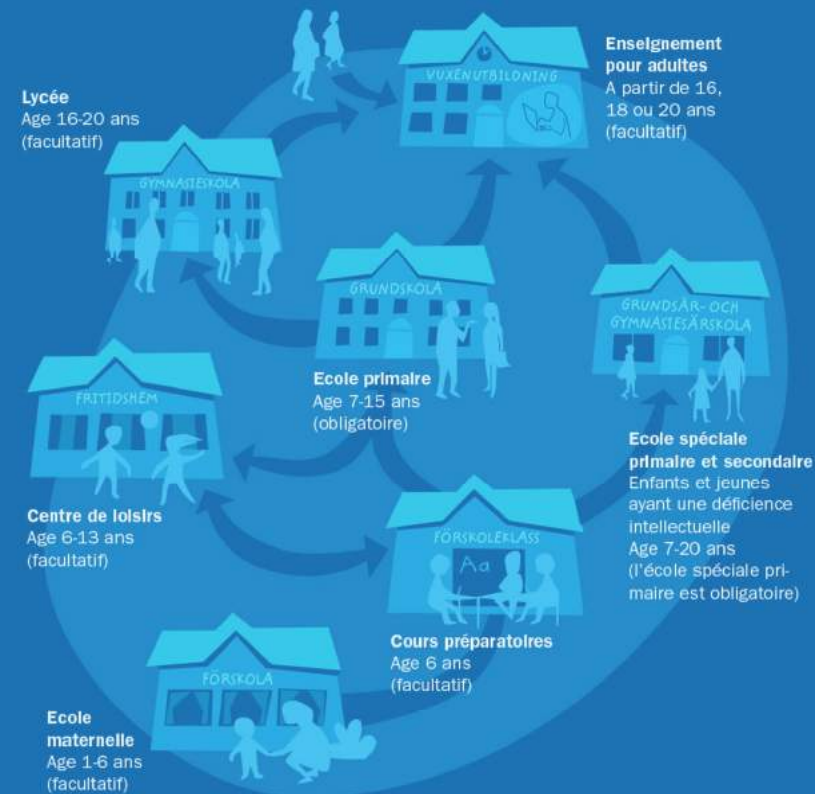 Enseignement
pour adultes
A partir de 16,
18 ou 20 ans
(facultatif)
VUXENUTBILDNING
Lycée
Age 16-20 ans
(facultatif)
GYMNASIESKOLA
GRUNDSKOLA
Ecole primaire
Age 7-15 ans
(obligatoire)
GRUNDSÄR- OCH
GYMNASIESÄRSKOLA
Ecole spéciale
primaire et secondaire
Enfants et jeunes
ayant une déficience
intellectuelle
Age 7-20 ans
(l'école spéciale pri-
maire est obligatoire)
FRITIDSHEM
Centre de loisirs
Age 6-13 ans
(facultatif)
FÖRSKOLEKLASS
Aa
Cours préparatoires
Age 6 ans
(facultatif)
FÖRSKOLA
Ecole
maternelle
Age 1-6 ans
(facultatif)